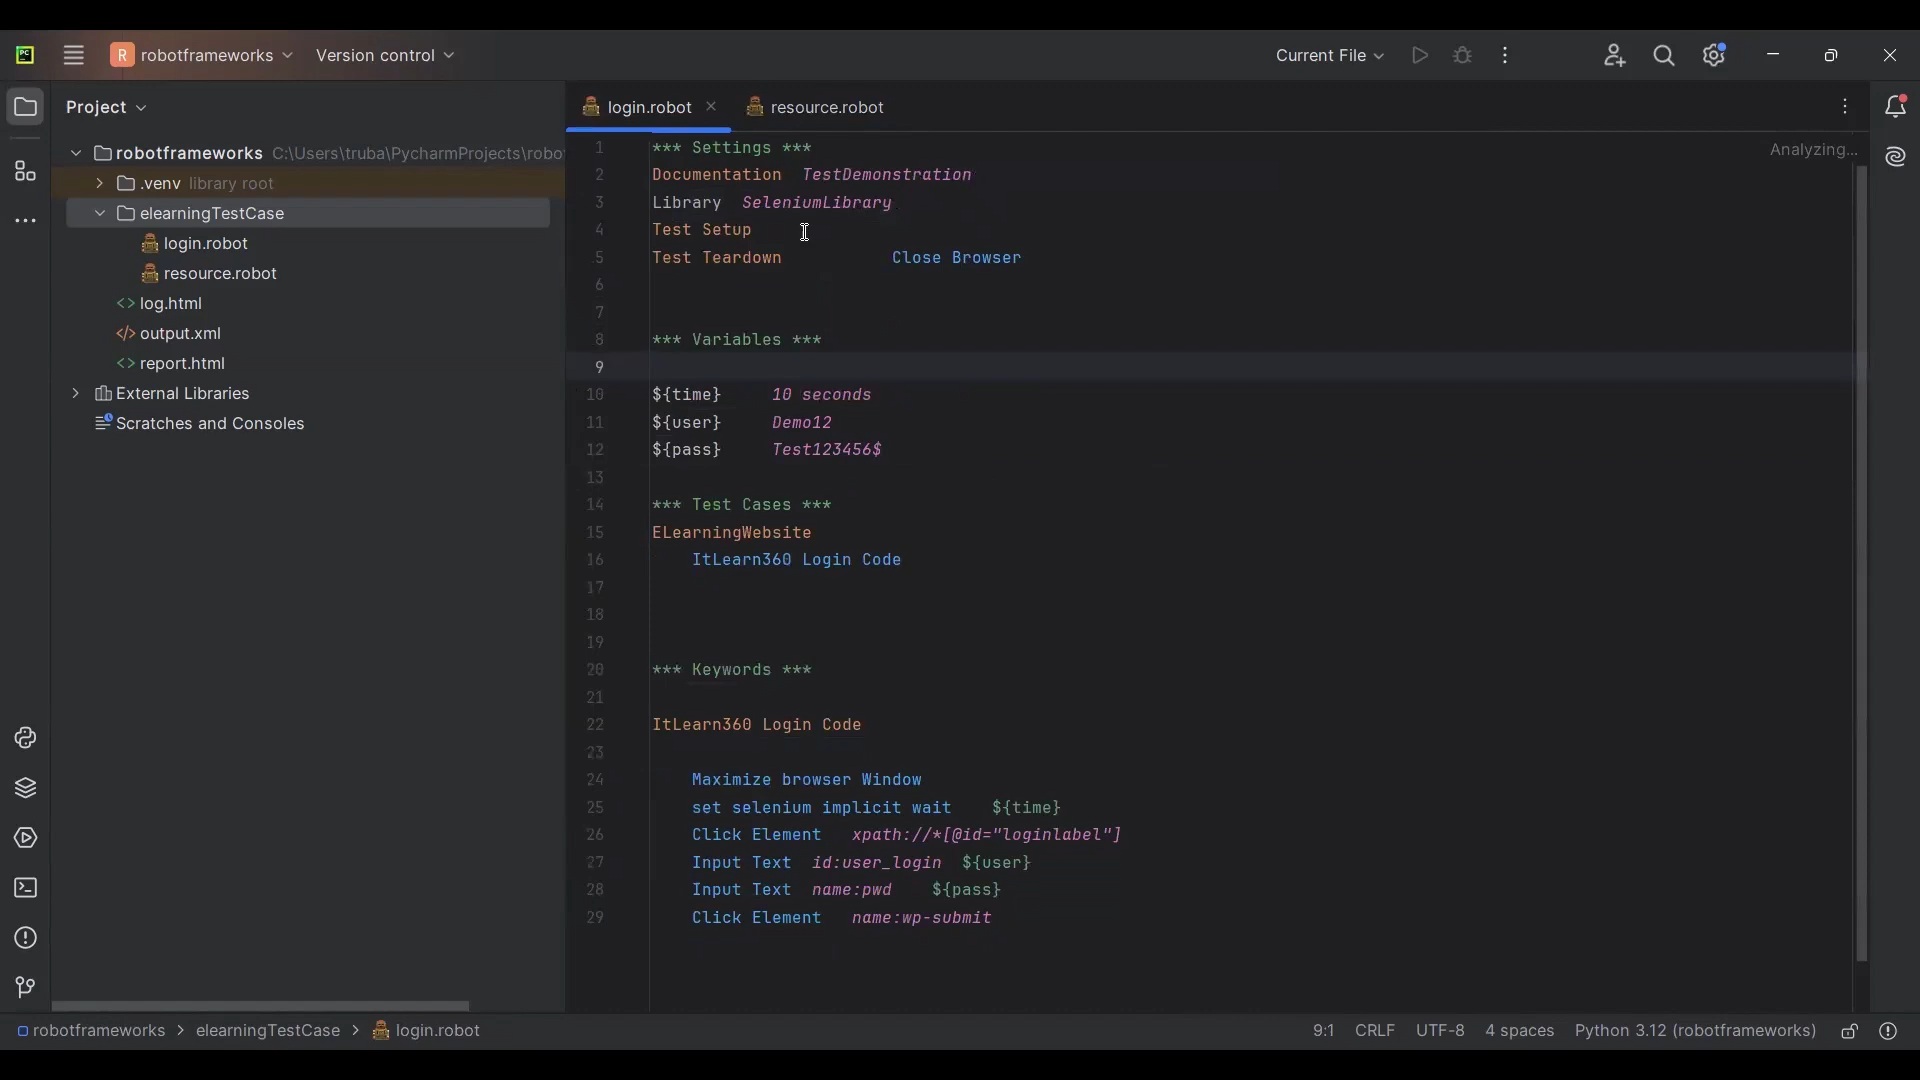 PC
R robotframeworks Version control
Current File
Project
login.robot
resource.robot
robotframeworks C:\Users\truba\PycharmProjects\robo
.venv library root
elearningTestCase
login.robot
resource.robot
log.html
output.xml
report.html
External Libraries
Scratches and Consoles
Analyzing...
1 *** Settings ***
2 Documentation TestDemonstration
3 Library SeleniumLibrary
4 Test Setup
5 Test Teardown Close Browser
6
7
8 *** Variables ***
9
10 ${time} 10 seconds
11 ${user} Demo12
12 ${pass} Test123456$
13
14 *** Test Cases ***
15 ELearningWebsite
16 ItLearn360 Login Code
17
18
19
20 *** Keywords ***
21
22 ItLearn360 Login Code
23
24 Maximize browser Window
25 set selenium implicit wait ${time}
26 Click Element xpath://*[@id="loginlabel"]
27 Input Text id:user_login ${user}
28 Input Text name:pwd ${pass}
29 Click Element name:wp-submit
robotframeworks > elearningTestCase > login.robot
9:1 CRLF UTF-8 4 spaces Python 3.12 (robotframeworks)